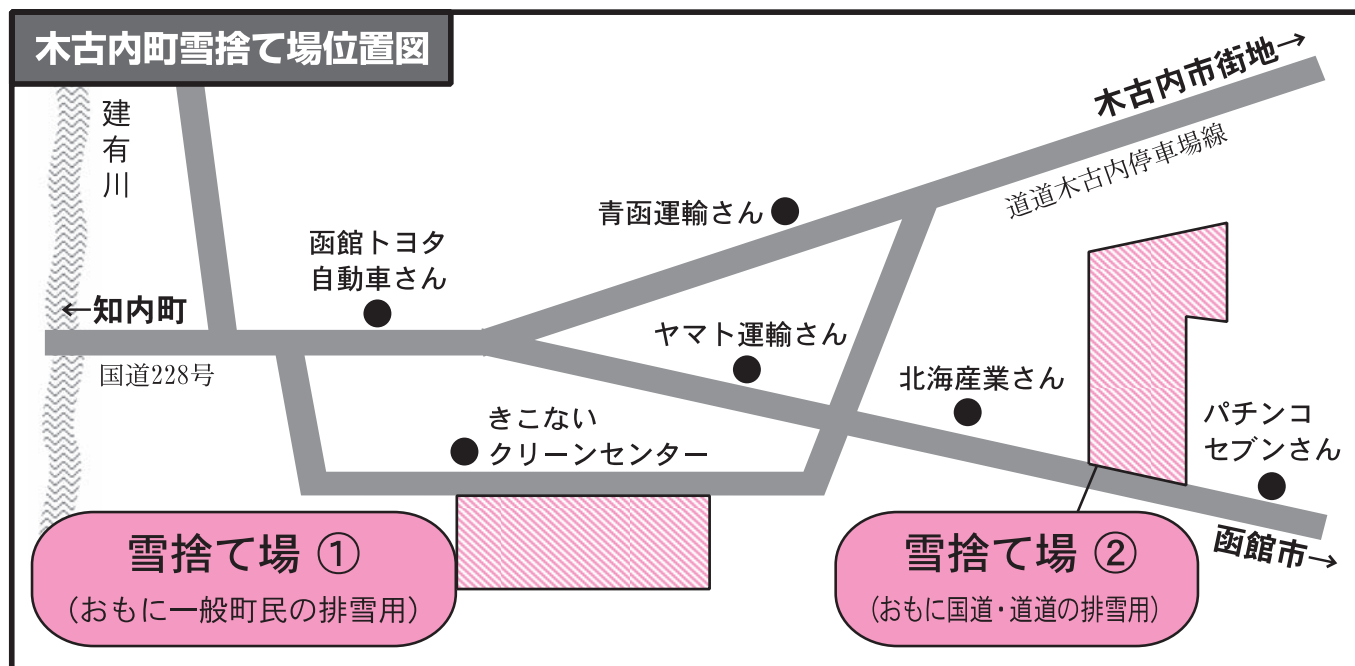 木古内町雪捨て場位置図
建有川
木古内市街地→
道道木古内停車場線
青函運輸さん
函館トヨタ
自動車さん
←知内町
国道228号
ヤマト運輸さん
北海産業さん
きこない
クリーンセンター
パチンコ
セブンさん
函館市→
雪捨て場 ①
(おもに一般町民の排雪用)
雪捨て場 ②
(おもに国道・道道の排雪用)